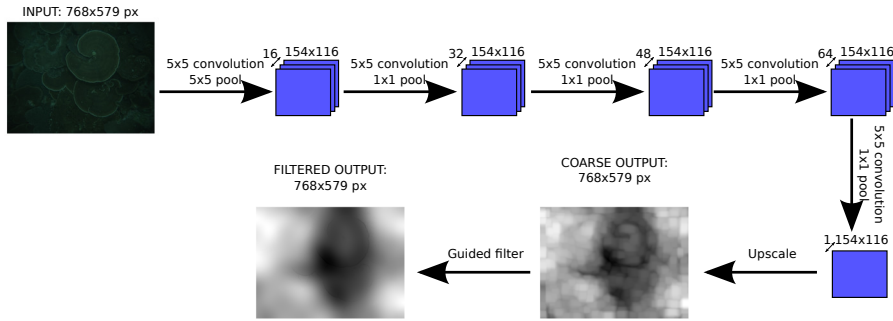 INPUT: 768x579 px
5x5 convolution
5x5 pool
16 154x116
5x5 convolution
1x1 pool
32 154x116
5x5 convolution
1x1 pool
48 154x116
5x5 convolution
1x1 pool
64 154x116
5x5 convolution
1x1 pool
1 154x116
Upscale
COARSE OUTPUT:
768x579 px
Guided filter
FILTERED OUTPUT:
768x579 px